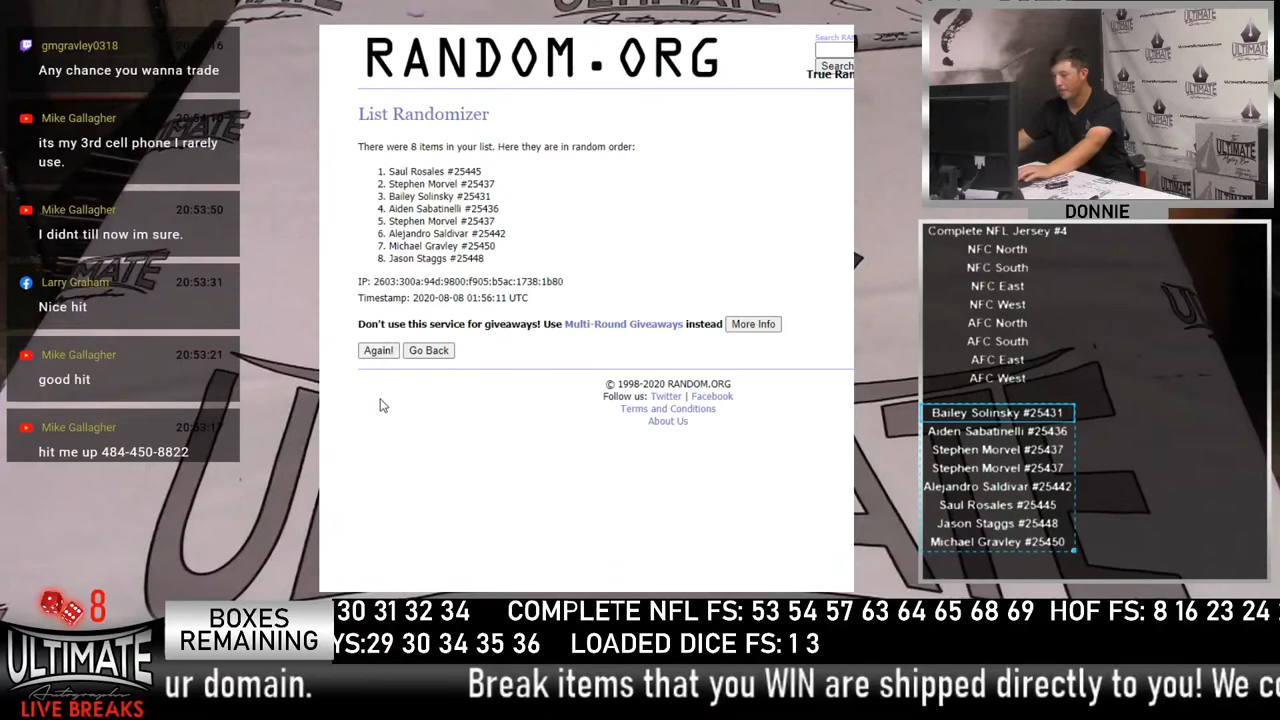 gmgravley0318
Any chance you wanna trade
Mike Gallagher
its my 3rd cell phone I rarely
use.
Mike Gallagher 20:53:50
I didnt till now im sure.
Larry Graham 20:53:31
Nice hit
Mike Gallagher 20:53:21
good hit
Mike Gallagher
hit me up 484-450-8822
RANDOM.ORG
Search RAN
Search
True Ran
List Randomizer
There were 8 items in your list. Here they are in random order:
1. Saul Rosales #25445
2. Stephen Morvel #25437
3. Bailey Solinsky #25431
4. Aiden Sabatinelli #25436
5. Stephen Morvel #25437
6. Alejandro Saldivar #25442
7. Michael Gravley #25450
8. Jason Staggs #25448
IP: 2603:300a:94d:9800:f905:b5ac:1738:1b80
Timestamp: 2020-08-08 01:56:11 UTC
Don't use this service for giveaways! Use Multi-Round Giveaways instead More Info
Again! Go Back
© 1998-2020 RANDOM.ORG
Follow us: Twitter | Facebook
Terms and Conditions
About Us
DONNIE
Complete NFL Jersey #4
NFC North
NFC South
NFC East
NFC West
AFC North
AFC South
AFC East
AFC West
Bailey Solinsky #25431
Aiden Sabatinelli #25436
Stephen Morvel #25437
Stephen Morvel #25437
Alejandro Saldivar #25442
Saul Rosales #25445
Jason Staggs #25448
Michael Gravley #25450
8
ULTIMATE
Autographs
LIVE BREAKS
BOXES
REMAINING
30 31 32 34 COMPLETE NFL FS: 53 54 57 63 64 65 68 69 HOF FS: 8 16 23 24
YS:29 30 34 35 36 LOADED DICE FS: 1 3
ur domain. Break items that you WIN are shipped directly to you! We co